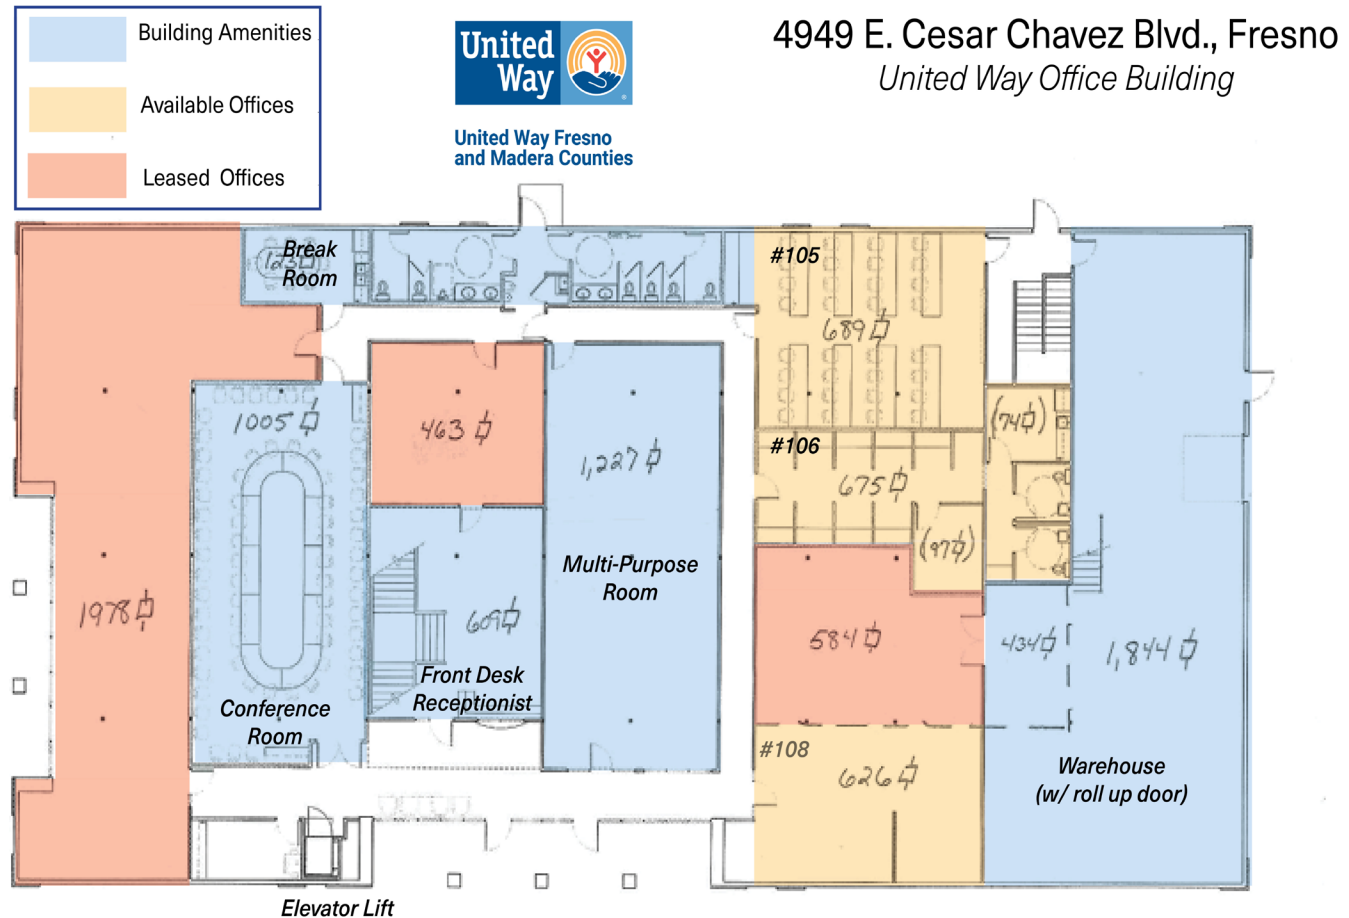 Building Amenities
Available Offices
Leased Offices
United
Way
United Way Fresno
and Madera Counties
4949 E. Cesar Chavez Blvd., Fresno
United Way Office Building
Break
Room
#105
689
1005
463
1,227
(74)
#106
675
(97)
Multi-Purpose
Room
1978
609
584
434
1,844
Front Desk
Receptionist
Conference
Room
#108
626
Warehouse
(w/ roll up door)
Elevator Lift